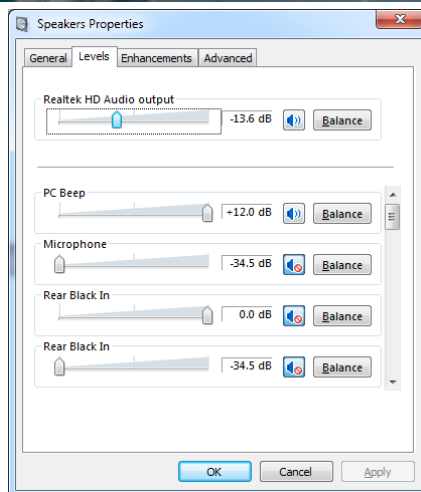 Speakers Properties
General Levels Enhancements Advanced
Realtek HD Audio output
-13.6 dB Balance
PC Beep
+12.0 dB Balance
Microphone
-34.5 dB Balance
Rear Black In
0.0 dB Balance
Rear Black In
-34.5 dB Balance
OK Cancel Apply